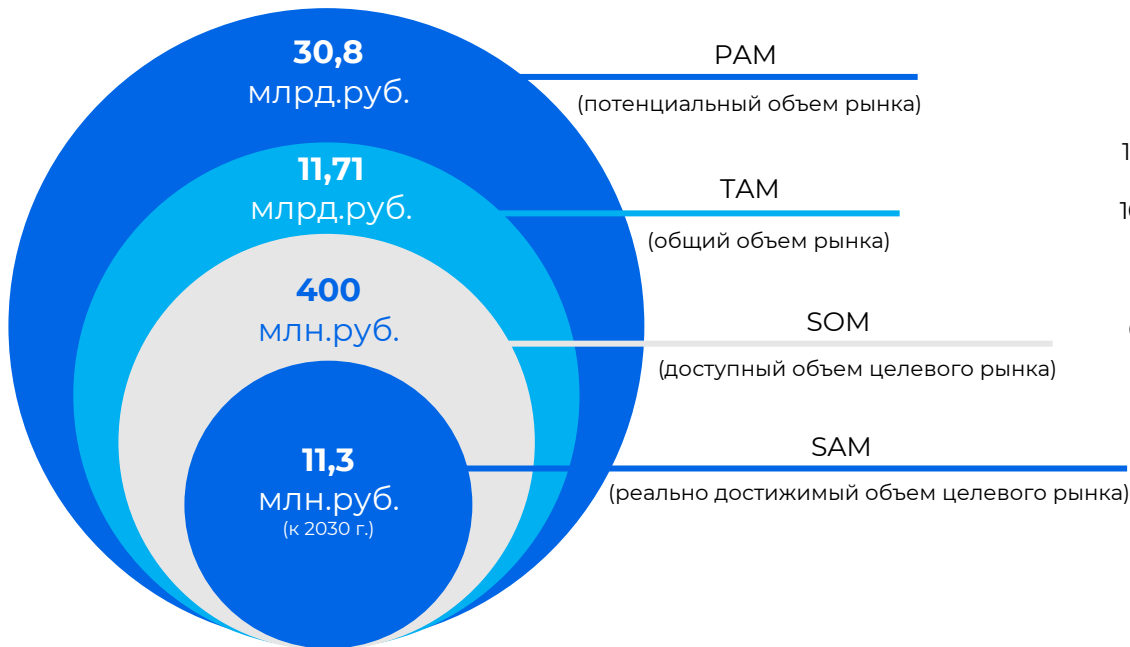 30,8
млрд.руб.
PAM
(потенциальный объем рынка)
11,71
млрд.руб.
TAM
(общий объем рынка)
400
млн.руб.
SOM
(доступный объем целевого рынка)
11,3
млн.руб.
(к 2030 г.)
SAM
(реально достижимый объем целевого рынка)